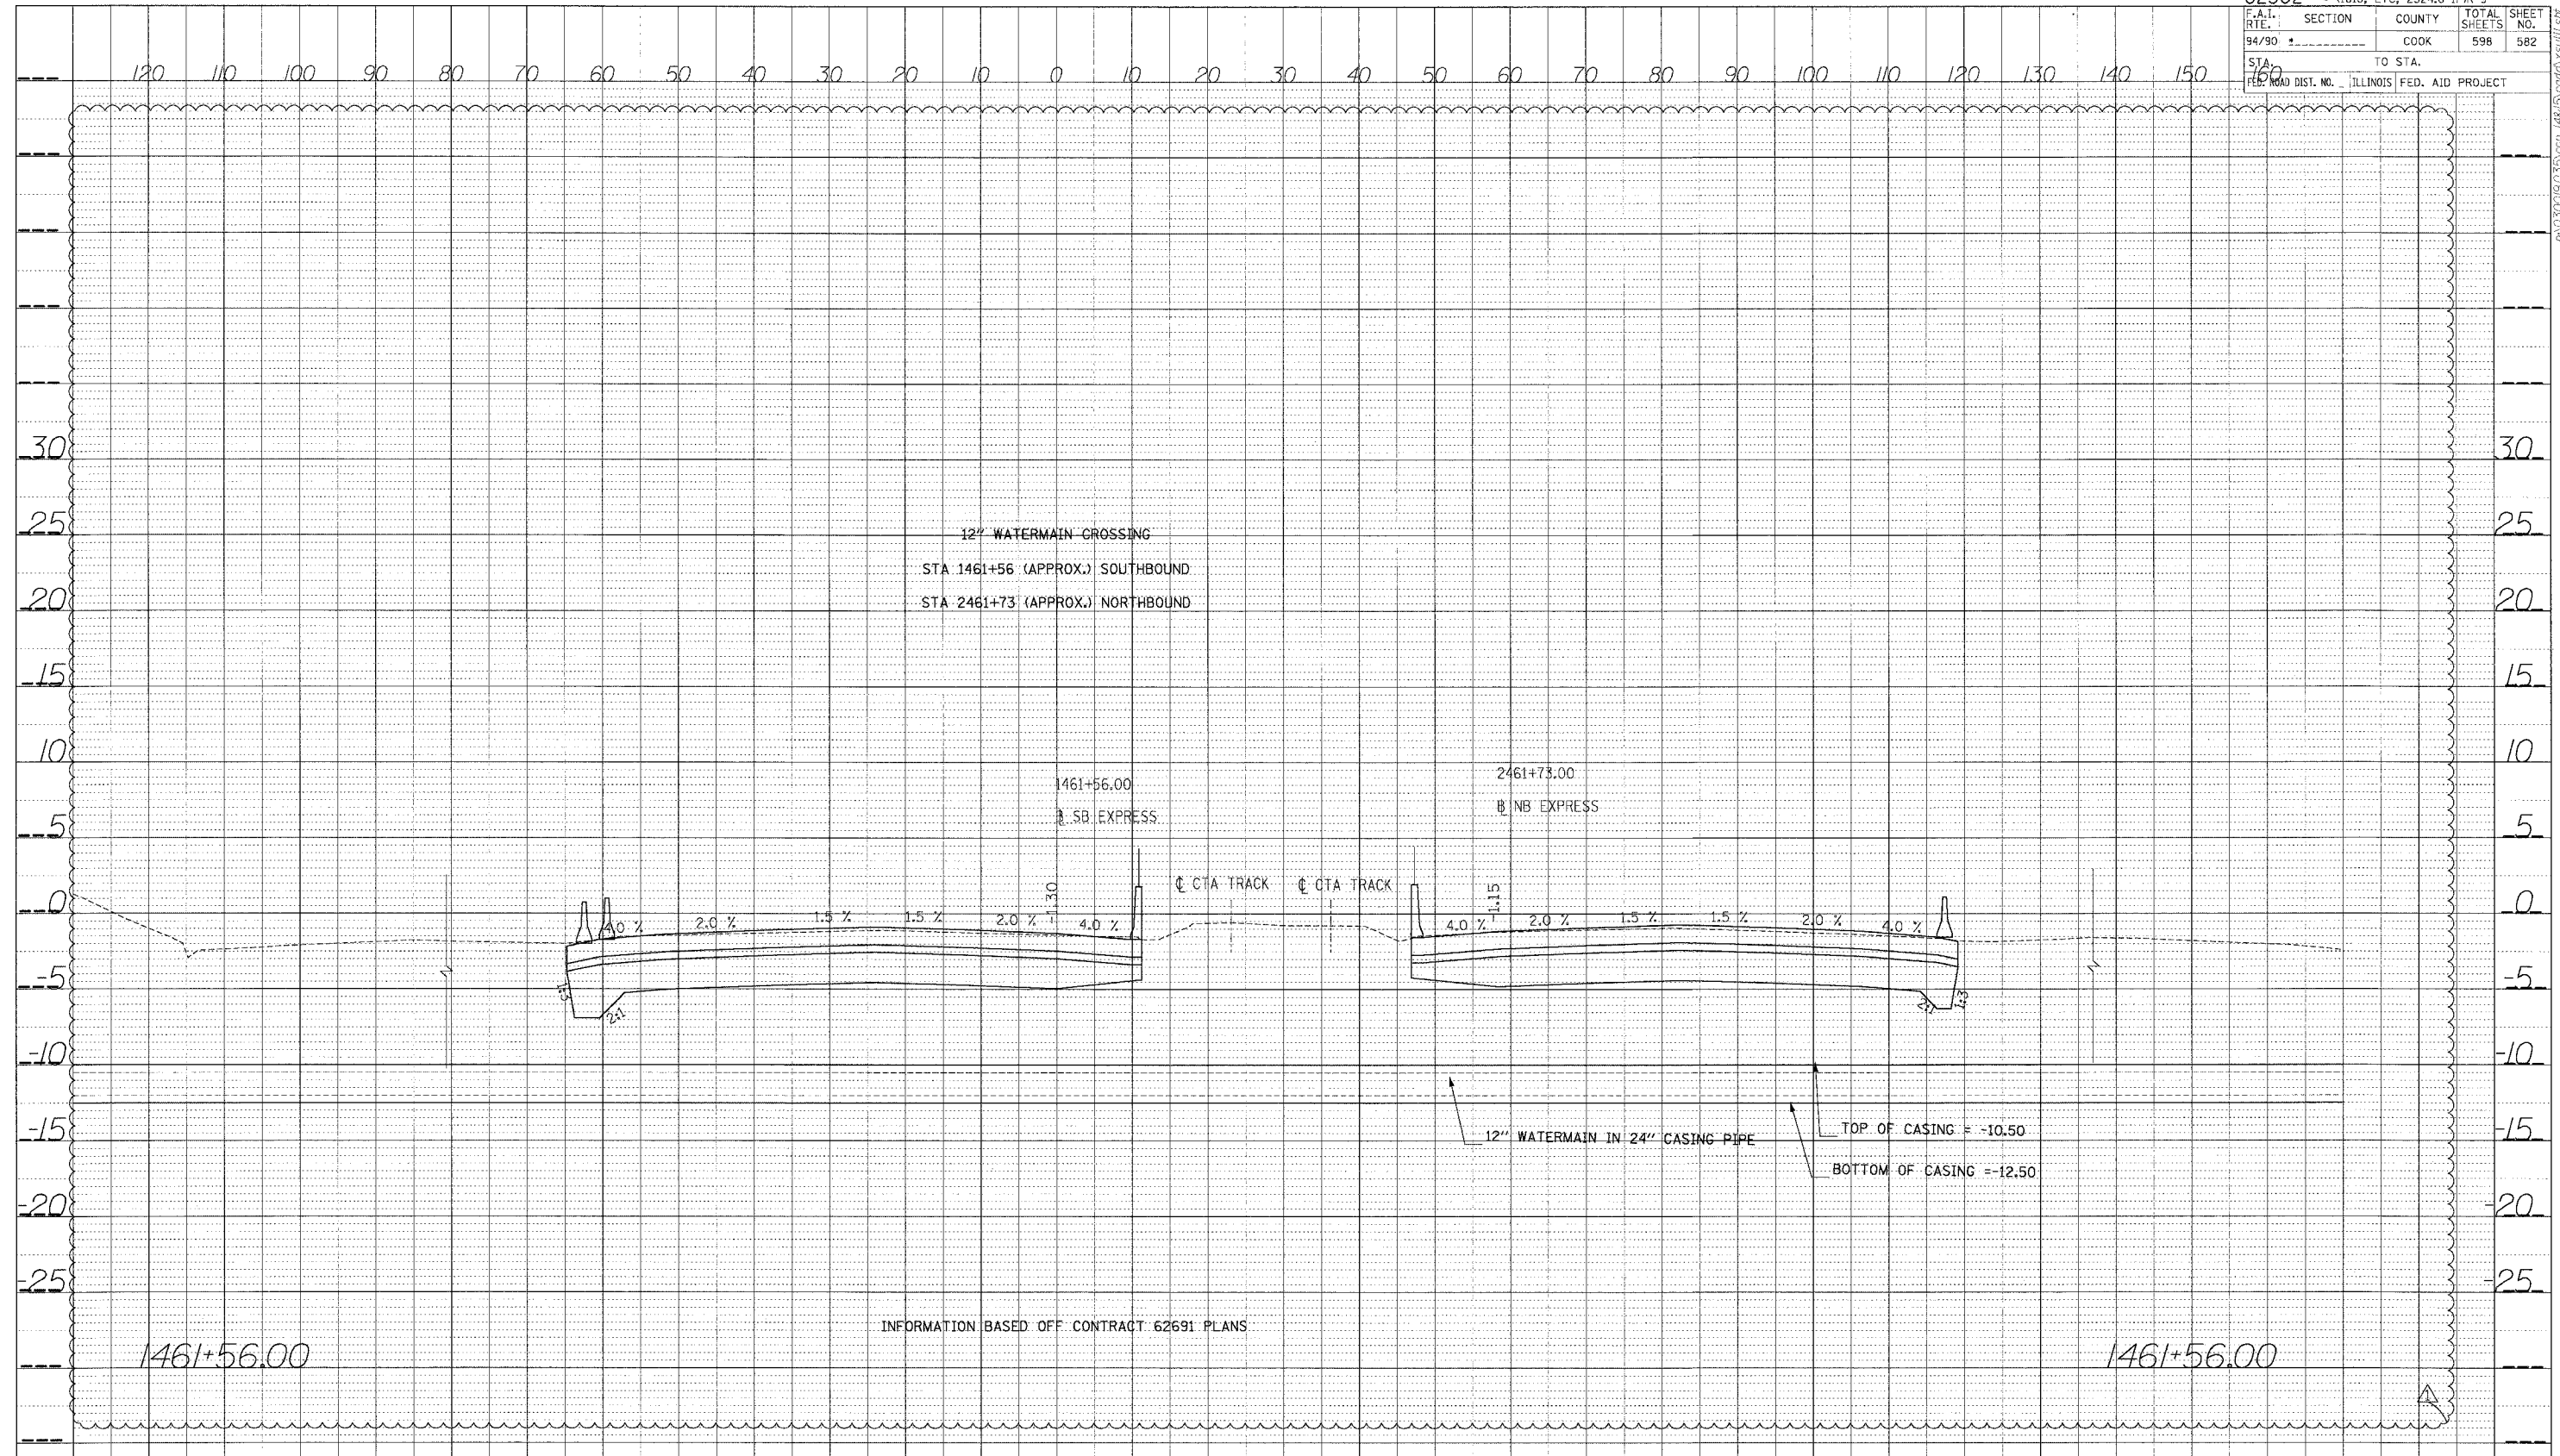 F.A.I. RTE. SECTION COUNTY TOTAL SHEETS SHEET NO.
94/90 * COOK 598 582
STA. TO STA.
FED. ROAD DIST. NO. _ ILLINOIS FED. AID PROJECT
120 110 100 90 80 70 60 50 40 30 20 10 0 10 20 30 40 50 60 70 80 90 100 110 120 130 140 150 160
30 30
25 25
12" WATERMAIN CROSSING
STA 1461+56 (APPROX.) SOUTHBOUND
STA 2461+73 (APPROX.) NORTHBOUND
20 20
15 15
10 10
1461+56.00 2461+73.00
℄ SB EXPRESS ℄ NB EXPRESS
5 5
-1.30 ℄ CTA TRACK ℄ CTA TRACK -1.15
0 0
4.0 % 2.0 % 1.5 % 1.5 % 2.0 % 4.0 % 4.0 % 2.0 % 1.5 % 1.5 % 2.0 % 4.0 %
-5 -5
2:1 2:1 1:3
-10 -10
12" WATERMAIN IN 24" CASING PIPE
TOP OF CASING = -10.50
BOTTOM OF CASING =-12.50
-15 -15
-20 -20
-25 -25
INFORMATION BASED OFF CONTRACT 62691 PLANS
1461+56.00 1461+56.00
1